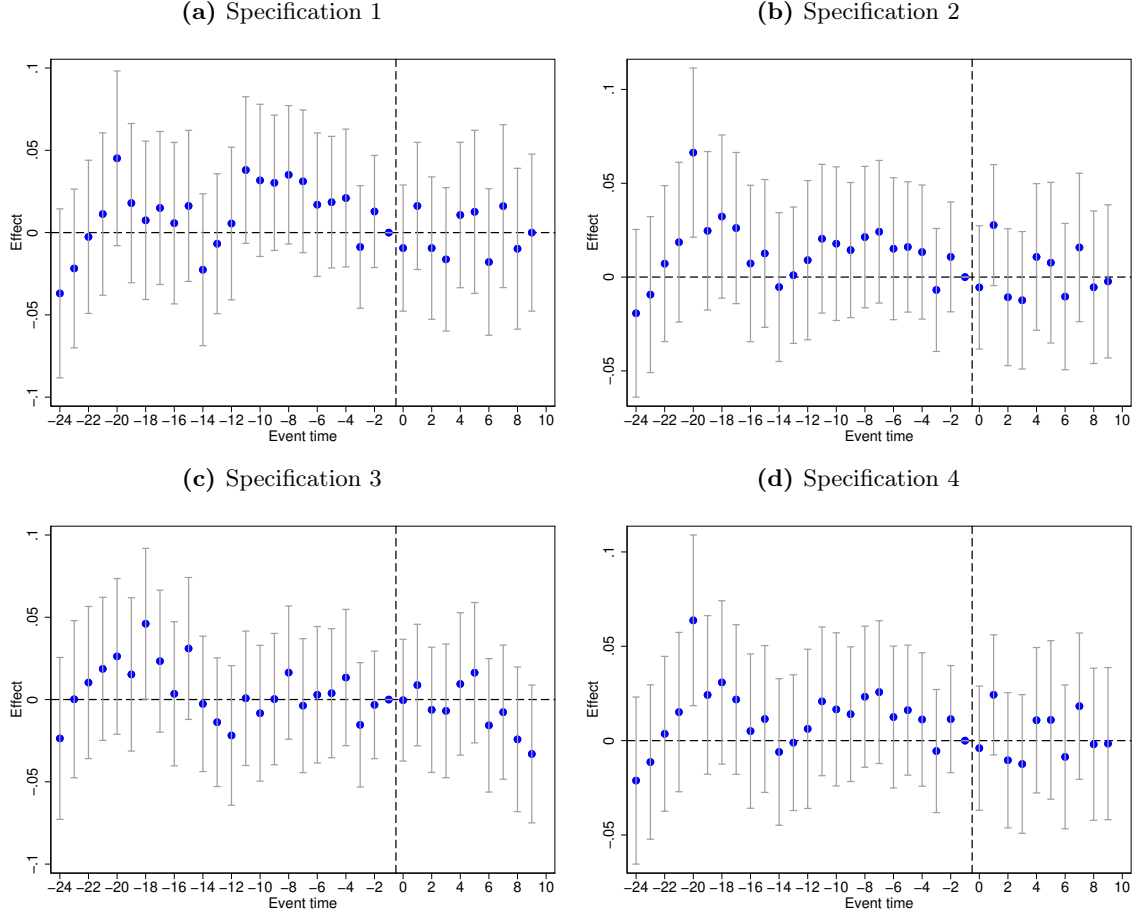 (a) Specification 1
.1
.05
0
-.05
-.1
Effect
-24 -22 -20 -18 -16 -14 -12 -10 -8 -6 -4 -2 0 2 4 6 8 10
Event time
(b) Specification 2
.1
.05
0
-.05
Effect
-24 -22 -20 -18 -16 -14 -12 -10 -8 -6 -4 -2 0 2 4 6 8 10
Event time
(c) Specification 3
.1
.05
0
-.05
-.1
Effect
-24 -22 -20 -18 -16 -14 -12 -10 -8 -6 -4 -2 0 2 4 6 8 10
Event time
(d) Specification 4
.1
.05
0
-.05
Effect
-24 -22 -20 -18 -16 -14 -12 -10 -8 -6 -4 -2 0 2 4 6 8 10
Event time